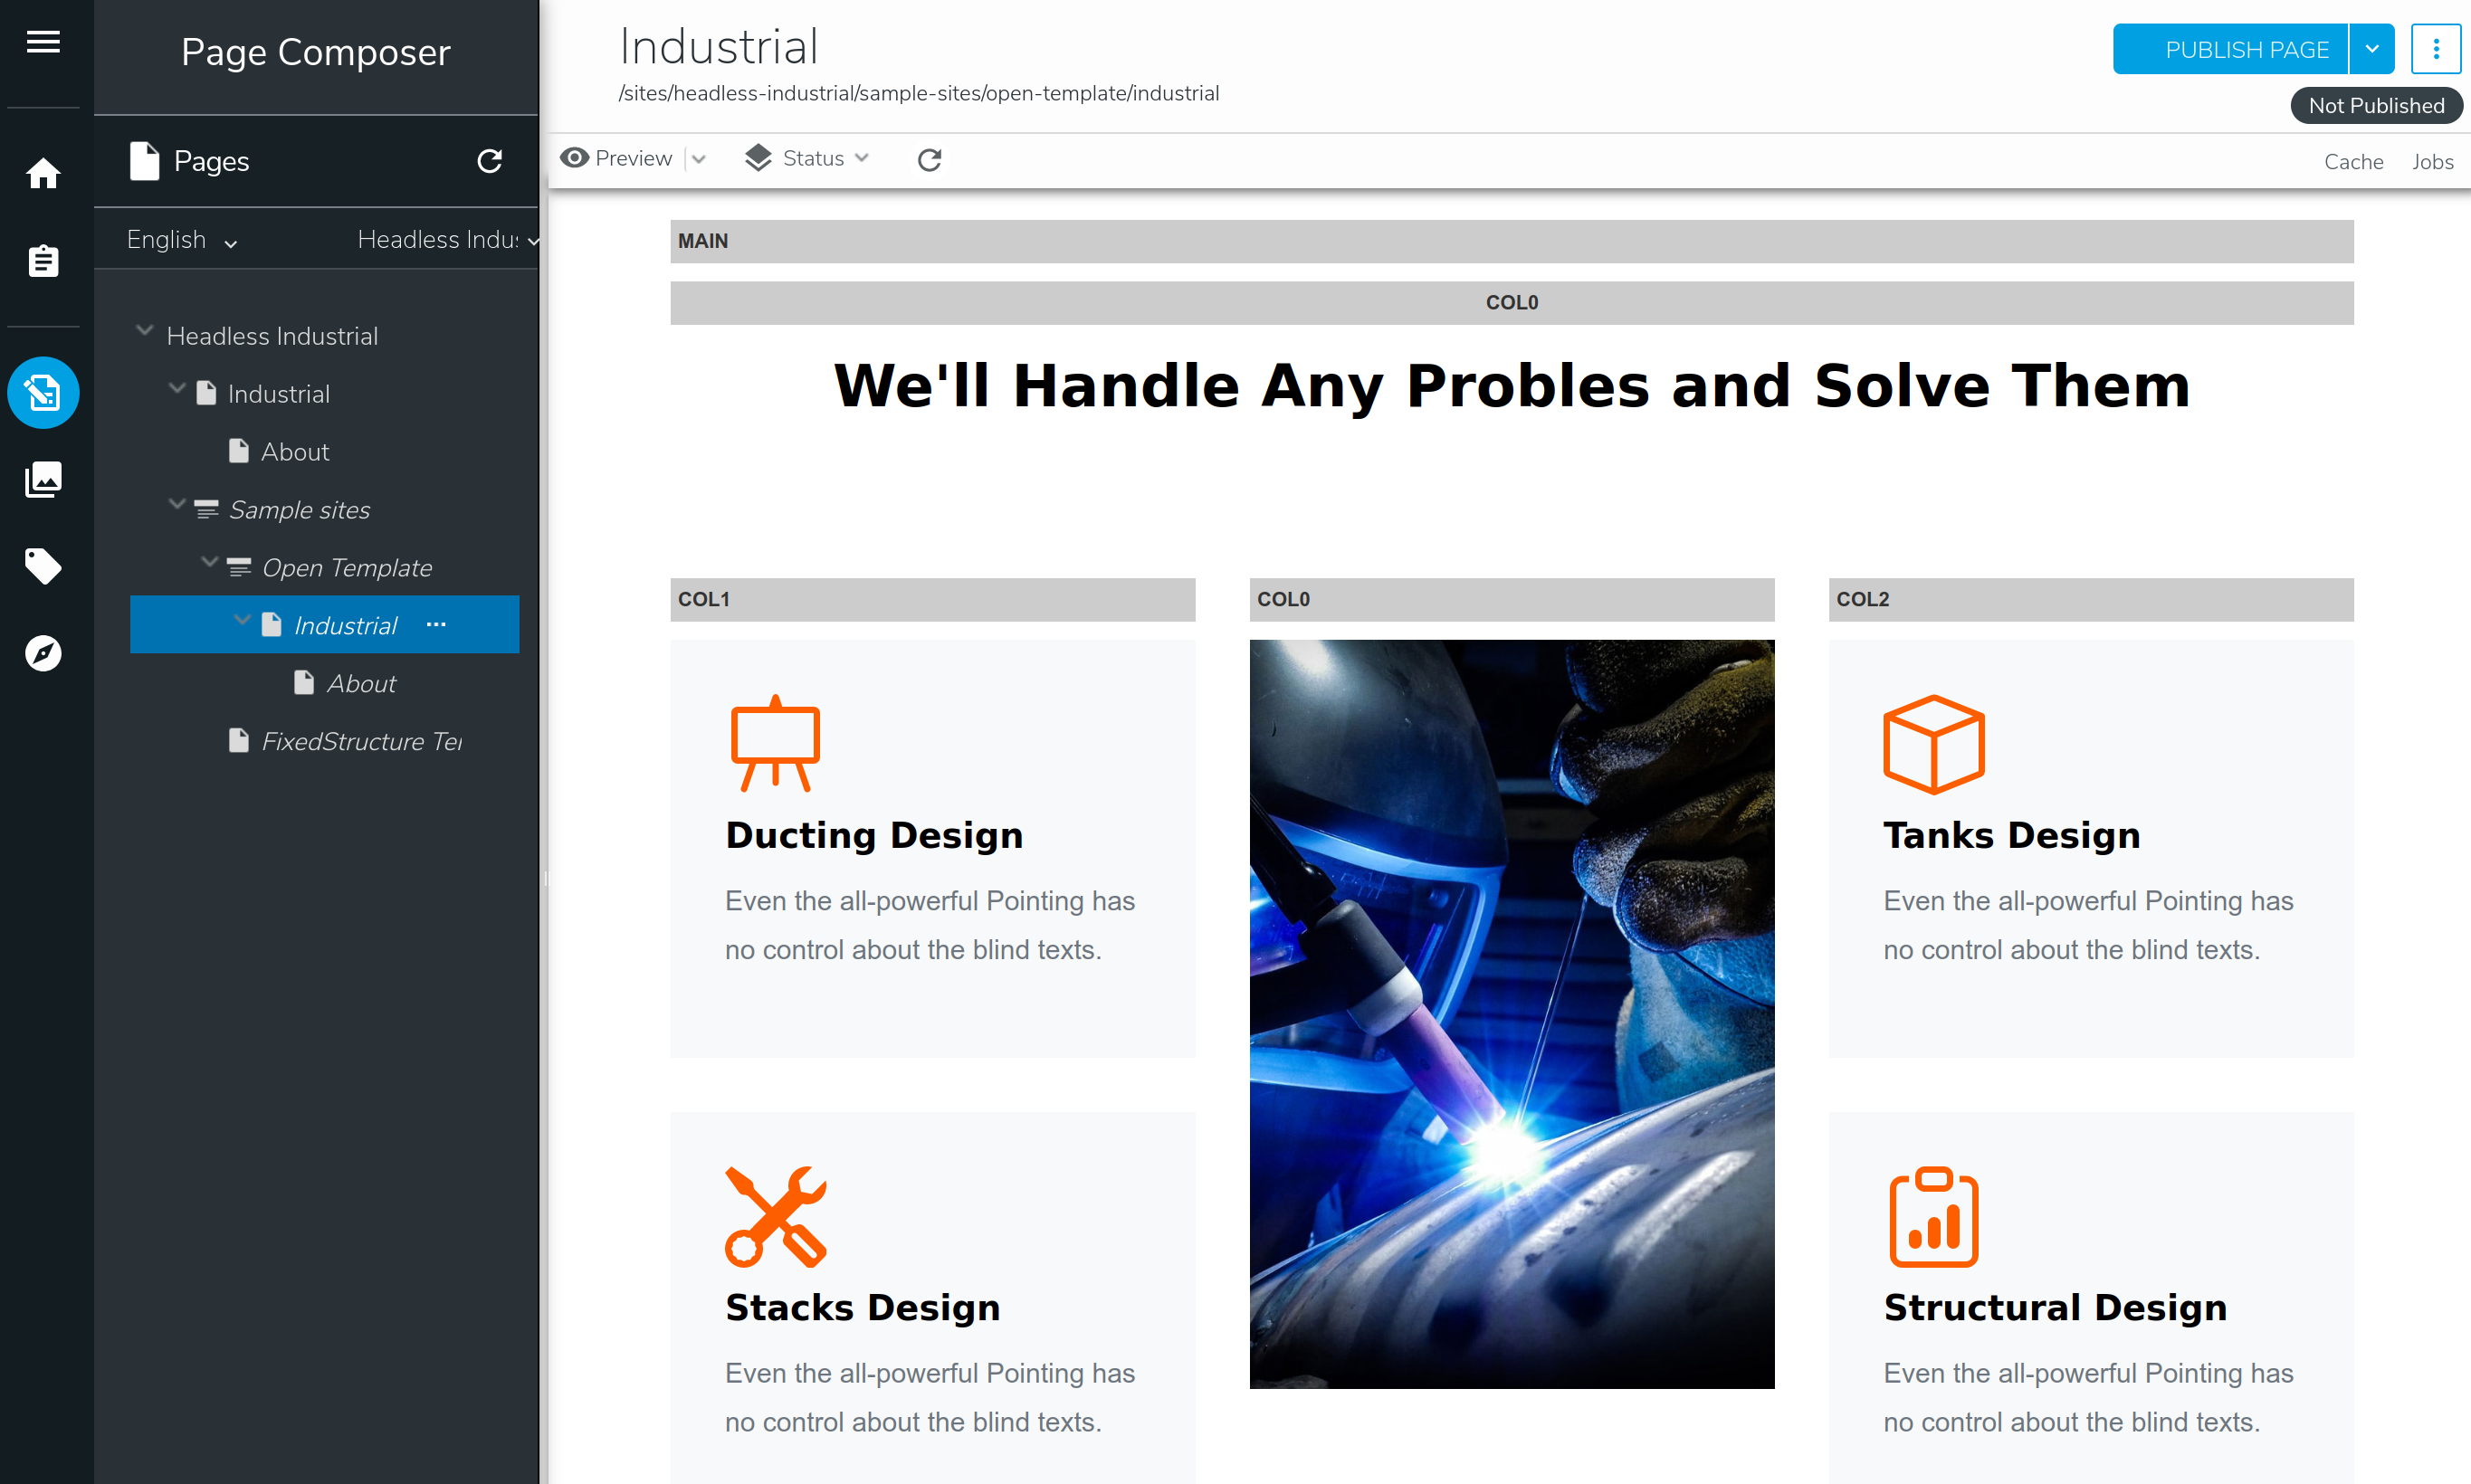 Page Composer
Pages
English
Headless Indus
Headless Industrial
Industrial
About
Sample sites
Open Template
Industrial ...
About
FixedStructure Ter
Industrial
/sites/headless-industrial/sample-sites/open-template/industrial
PUBLISH PAGE
Not Published
Preview
Status
Cache
Jobs
MAIN
COL0
We'll Handle Any Probles and Solve Them
COL1
Ducting Design
Even the all-powerful Pointing has
no control about the blind texts.
Stacks Design
Even the all-powerful Pointing has
no control about the blind texts.
COL0
COL2
Tanks Design
Even the all-powerful Pointing has
no control about the blind texts.
Structural Design
Even the all-powerful Pointing has
no control about the blind texts.